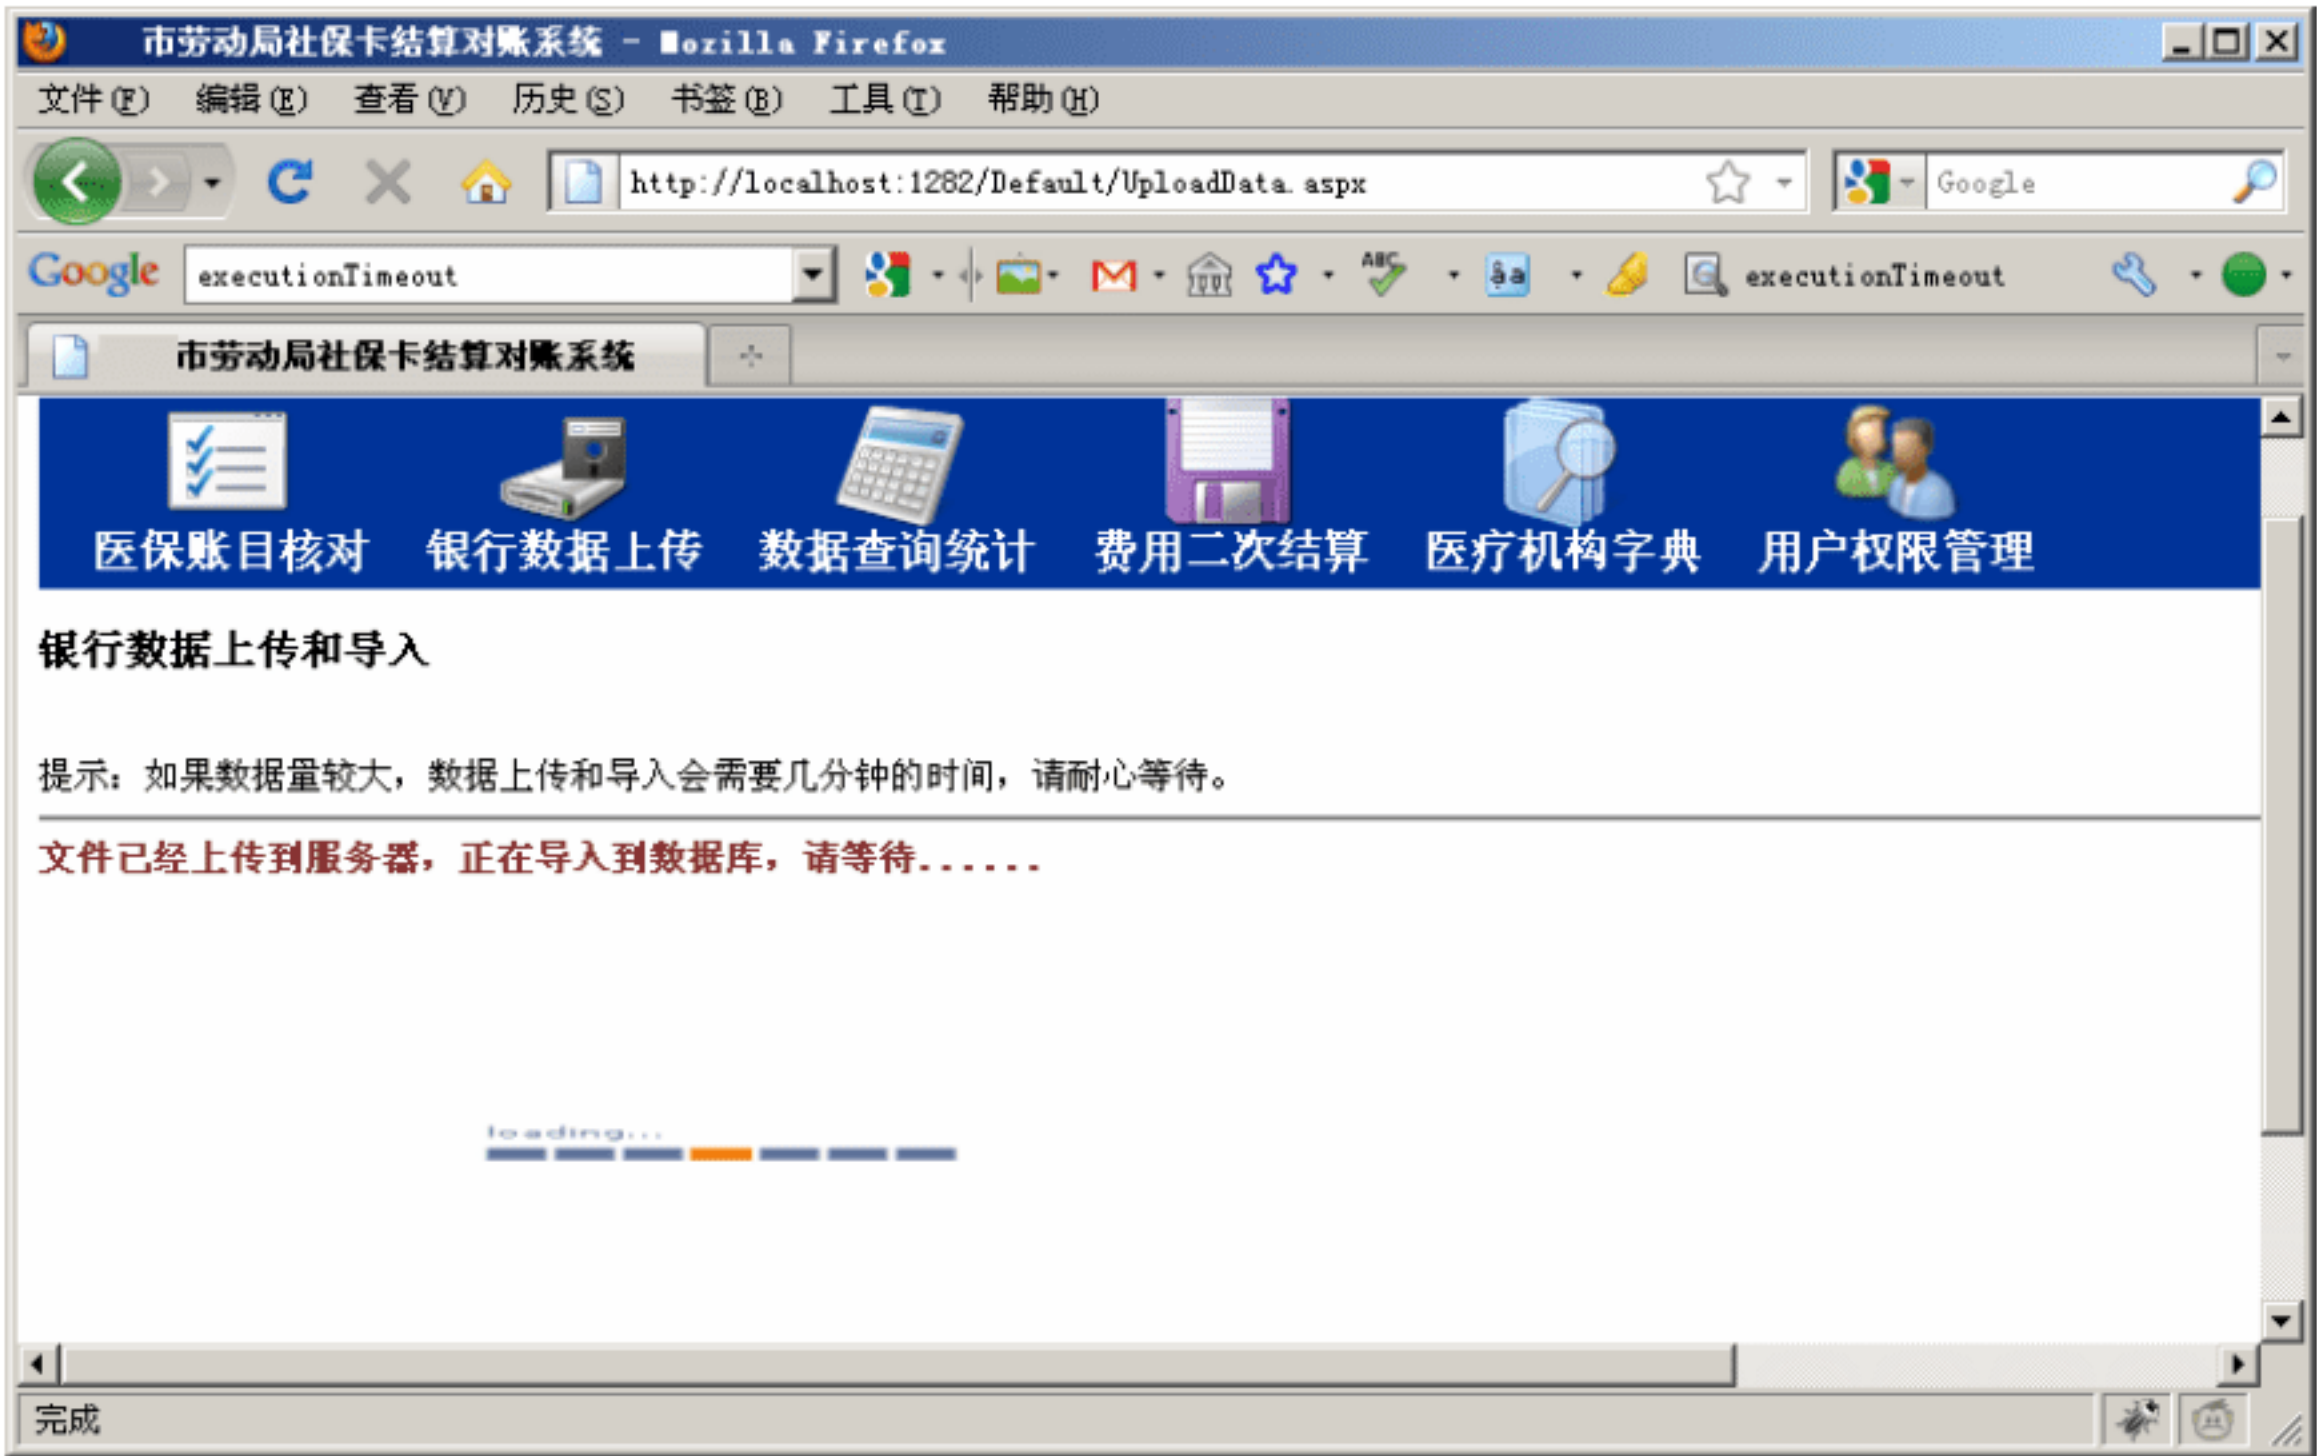 市劳动局社保卡结算对账系统 - Mozilla Firefox
文件(F) 编辑(E) 查看(V) 历史(S) 书签(B) 工具(T) 帮助(H)
http://localhost:1282/Default/UploadData.aspx Google
Google executionTimeout ABC áa executionTimeout
市劳动局社保卡结算对账系统
医保账目核对 银行数据上传 数据查询统计 费用二次结算 医疗机构字典 用户权限管理
银行数据上传和导入
提示：如果数据量较大，数据上传和导入会需要几分钟的时间，请耐心等待。
文件已经上传到服务器，正在导入到数据库，请等待......
loading...
完成